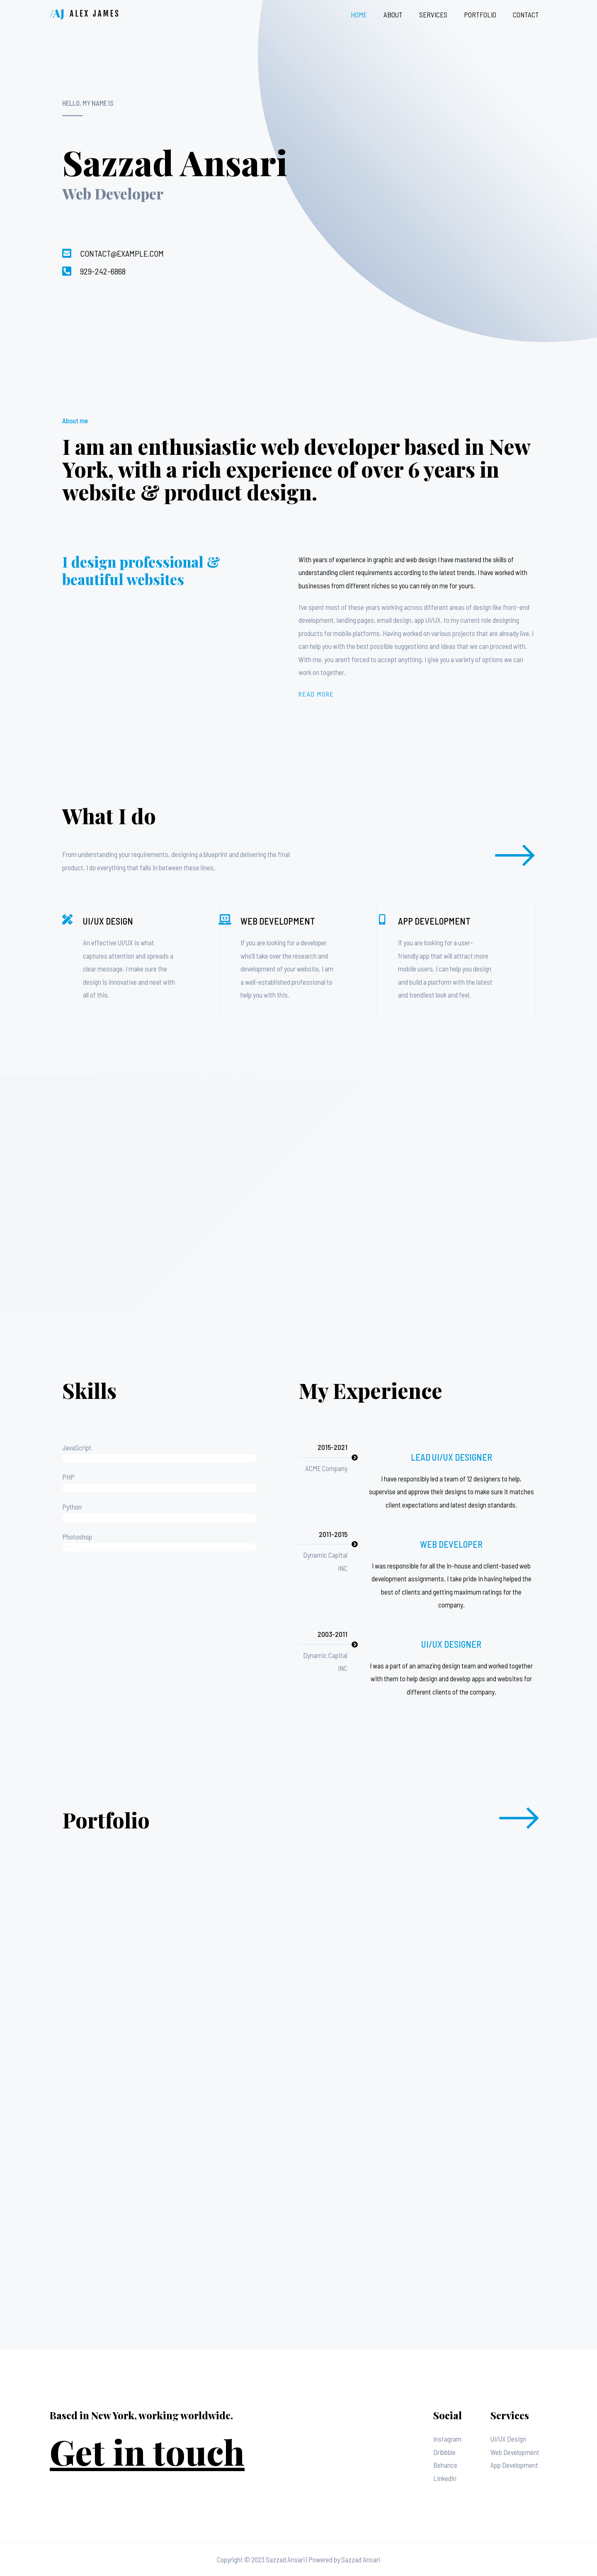 /AJ ALEX JAMES
HOME ABOUT SERVICES PORTFOLIO CONTACT
HELLO, MY NAME IS
Sazzad Ansari
Web Developer
CONTACT@EXAMPLE.COM
929-242-6868
About me
I am an enthusiastic web developer based in New
York, with a rich experience of over 6 years in
website & product design.
I design professional &
beautiful websites
With years of experience in graphic and web design I have mastered the skills of
understanding client requirements according to the latest trends. I have worked with
businesses from different niches so you can rely on me for yours.
I've spent most of these years working across different areas of design like front-end
development, landing pages, email design, app UI/UX, to my current role designing
products for mobile platforms. Having worked on various projects that are already live, I
can help you with the best possible suggestions and ideas that we can proceed with.
With me, you aren't forced to accept anything, I give you a variety of options we can
work on together.
READ MORE
What I do
From understanding your requirements, designing a blueprint and delivering the final
product, I do everything that falls in between these lines.
UI/UX DESIGN
An effective UI/UX is what
captures attention and spreads a
clear message. I make sure the
design is innovative and neat with
all of this.
WEB DEVELOPMENT
If you are looking for a developer
who'll take over the research and
development of your website, I am
a well-established professional to
help you with this.
APP DEVELOPMENT
If you are looking for a user-
friendly app that will attract more
mobile users, I can help you design
and build a platform with the latest
and trendiest look and feel.
Skills
JavaScript
PHP
Python
Photoshop
My Experience
2015-2021
ACME Company
LEAD UI/UX DESIGNER
I have responsibly led a team of 12 designers to help,
supervise and approve their designs to make sure it matches
client expectations and latest design standards.
2011-2015
Dynamic Capital
INC
WEB DEVELOPER
I was responsible for all the in-house and client-based web
development assignments. I take pride in having helped the
best of clients and getting maximum ratings for the
company.
2003-2011
Dynamic Capital
INC
UI/UX DESIGNER
I was a part of an amazing design team and worked together
with them to help design and develop apps and websites for
different clients of the company.
Portfolio
Based in New York, working worldwide.
Get in touch
Social
Instagram
Dribbble
Behance
LinkedIn
Services
UI/UX Design
Web Development
App Development
Copyright © 2023 Sazzad Ansari | Powered by Sazzad Ansari